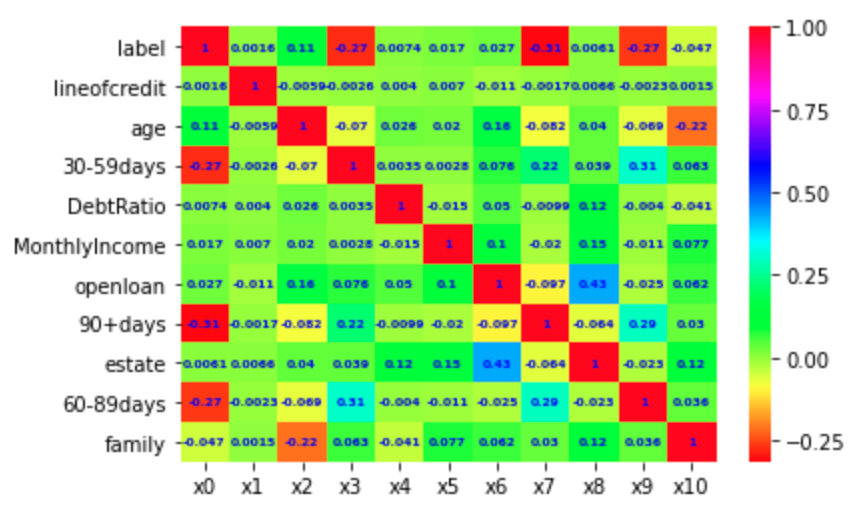 label 1 0.0016 0.11 -0.27 0.0074 0.017 0.027 -0.31 0.0061 -0.27 -0.047
lineofcredit 0.0016 1 -0.0059 -0.0026 0.004 0.007 -0.011 -0.0017 0.0066 -0.0023 0.0015
age 0.11 -0.0059 1 -0.07 0.026 0.02 0.16 -0.082 0.04 -0.069 -0.22
30-59days -0.27 -0.0026 -0.07 1 0.0035 0.0028 0.076 0.22 0.039 0.31 0.063
DebtRatio 0.0074 0.004 0.026 0.0035 1 -0.015 0.05 -0.0099 0.12 -0.004 -0.041
MonthlyIncome 0.017 0.007 0.02 0.0028 -0.015 1 0.1 -0.02 0.15 -0.011 0.077
openloan 0.027 -0.011 0.16 0.076 0.05 0.1 1 -0.097 0.43 -0.025 0.062
90+days -0.31 -0.0017 -0.082 0.22 -0.0099 -0.02 -0.097 1 -0.064 0.29 0.03
estate 0.0061 0.0066 0.04 0.039 0.12 0.15 0.43 -0.064 1 -0.023 0.12
60-89days -0.27 -0.0023 -0.069 0.31 -0.004 -0.011 -0.025 0.29 -0.023 1 0.036
family -0.047 0.0015 -0.22 0.063 -0.041 0.077 0.062 0.03 0.12 0.036 1
x0 x1 x2 x3 x4 x5 x6 x7 x8 x9 x10
1.00
0.75
0.50
0.25
0.00
−0.25